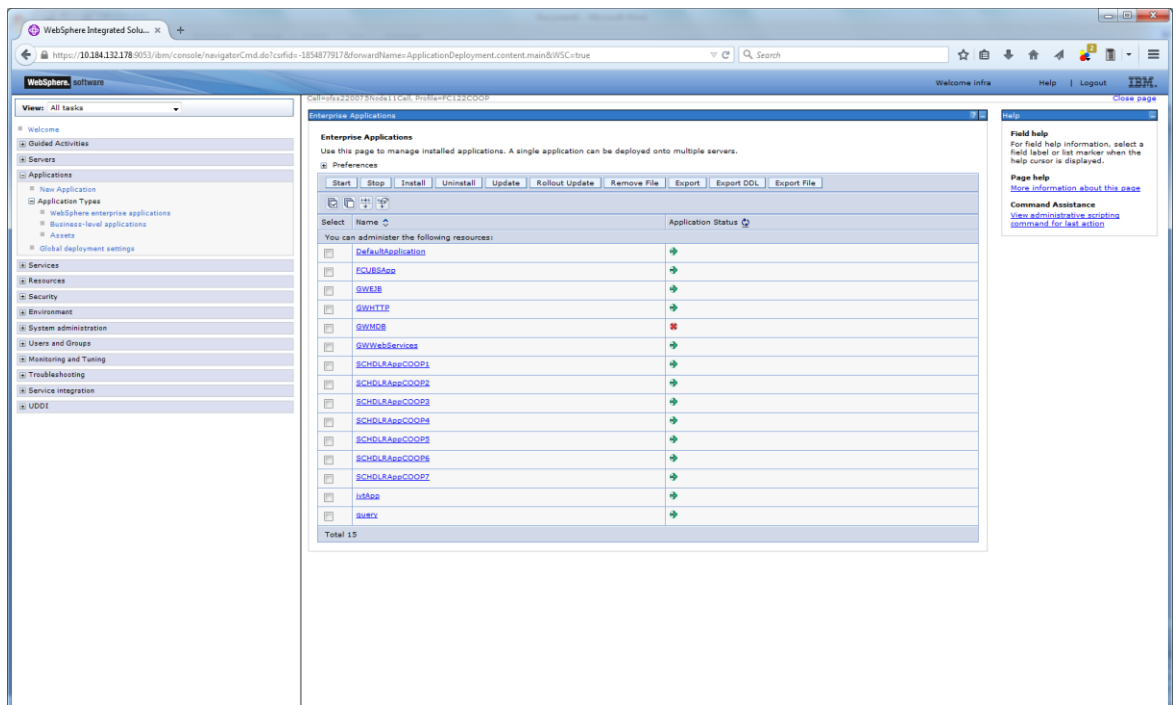 WebSphere Integrated Solu... × +
https://10.184.132.178:9053/ibm/console/navigatorCmd.do?csrfid=-1854877917&forwardName=ApplicationDeployment.content.main&WSC=true Search 2
WebSphere. software Welcome infra Help | Logout IBM.
View: All tasks
Welcome
Guided Activities
Servers
Applications
New Application
Application Types
WebSphere enterprise applications
Business-level applications
Assets
Global deployment settings
Services
Resources
Security
Environment
System administration
Users and Groups
Monitoring and Tuning
Troubleshooting
Service integration
UDDI
Cell=ofss220073Node11Cell, Profile=FC122COOP
Close page
Enterprise Applications
Enterprise Applications
Use this page to manage installed applications. A single application can be deployed onto multiple servers.
Preferences
Start Stop Install Uninstall Update Rollout Update Remove File Export Export DDL Export File
Select Name Application Status
You can administer the following resources:
DefaultApplication
FCUBSApp
GWEJB
GWHTTP
GWMDB
GWWebServices
SCHDLRAppCOOP1
SCHDLRAppCOOP2
SCHDLRAppCOOP3
SCHDLRAppCOOP4
SCHDLRAppCOOP5
SCHDLRAppCOOP6
SCHDLRAppCOOP7
ivtApp
query
Total 15
Help
Field help
For field help information, select a
field label or list marker when the
help cursor is displayed.
Page help
More information about this page
Command Assistance
View administrative scripting
command for last action